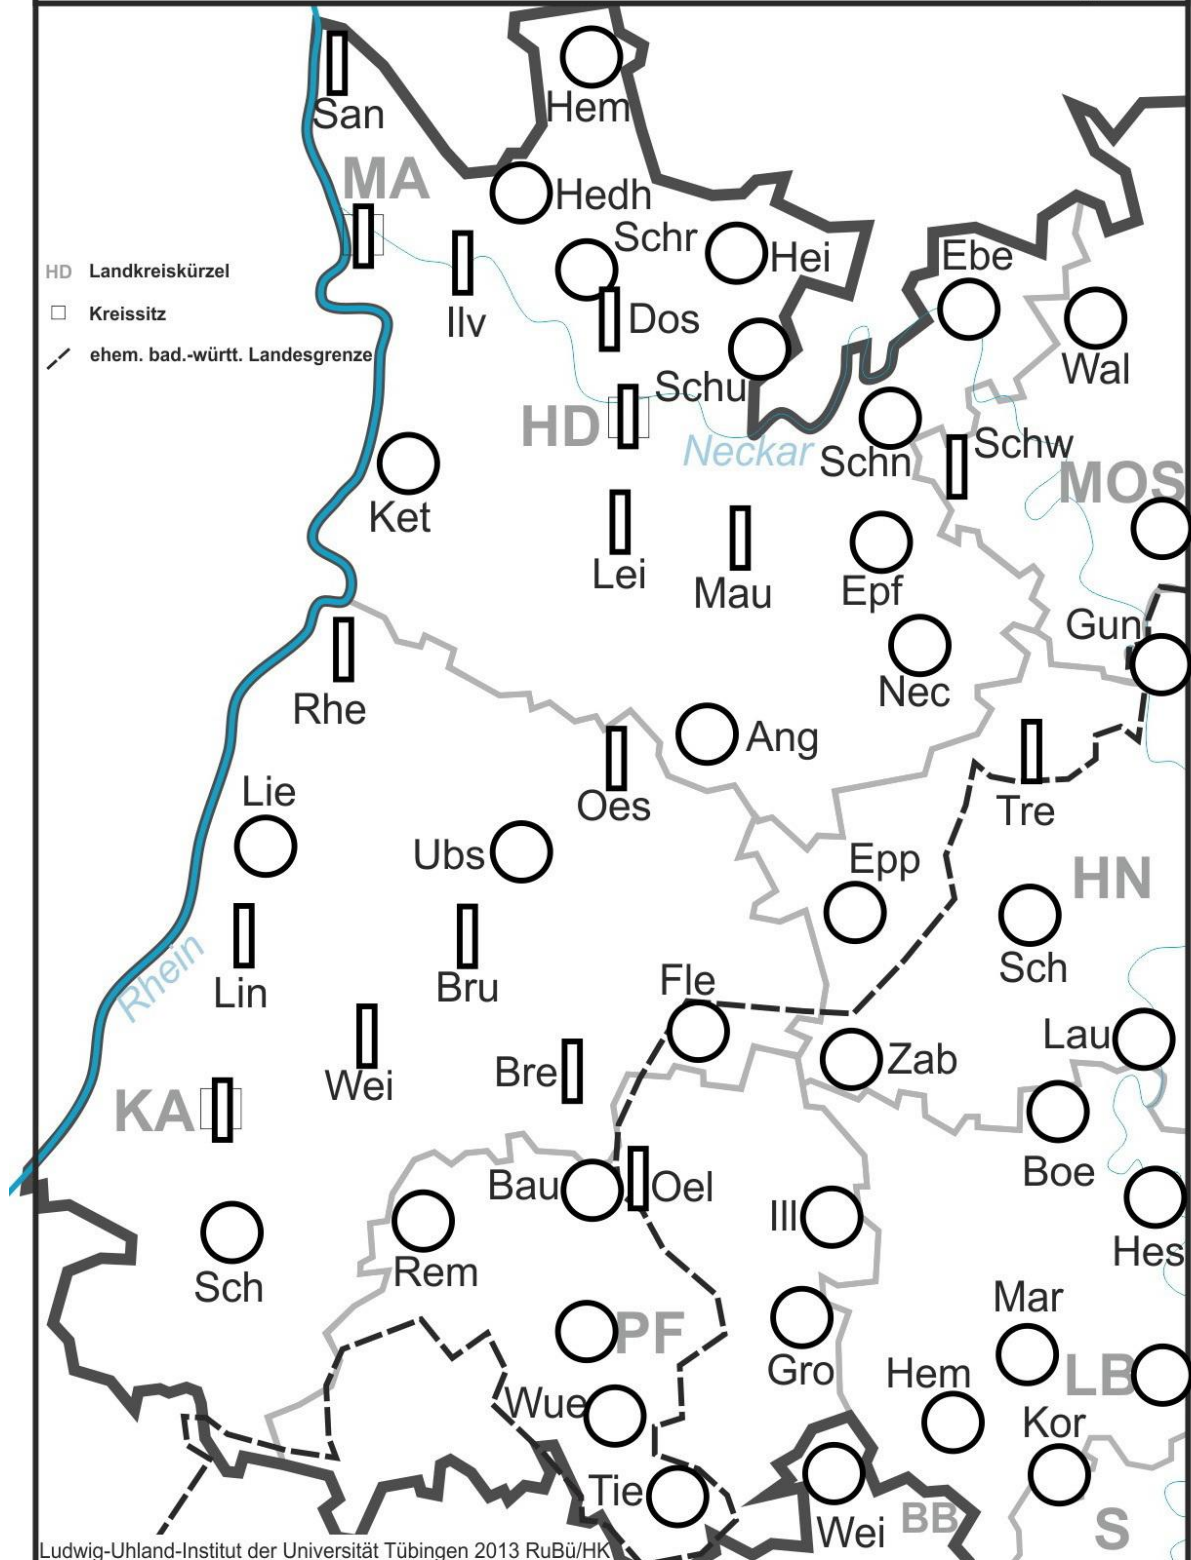 San
Hem
MA
Hedh
Schr
Hei
Ebe
HD Landkreiskürzel
Kreissitz
ehem. bad.-württ. Landesgrenze
Ilv
Dos
Wal
Schu
HD
Neckar
Schn
Schw
MOS
Ket
Lei
Mau
Epf
Gun
Rhe
Nec
Ang
Oes
Tre
Lie
Ubs
Epp
HN
Rhein
Lin
Bru
Fle
Sch
Lau
Wei
Bre
Zab
KA
Boe
Bau
Oel
Ill
Sch
Rem
Hes
PF
Mar
Gro
Hem
LB
Wue
Kor
Tie
Wei
BB
S
Ludwig-Uhland-Institut der Universität Tübingen 2013 RuBü/HK